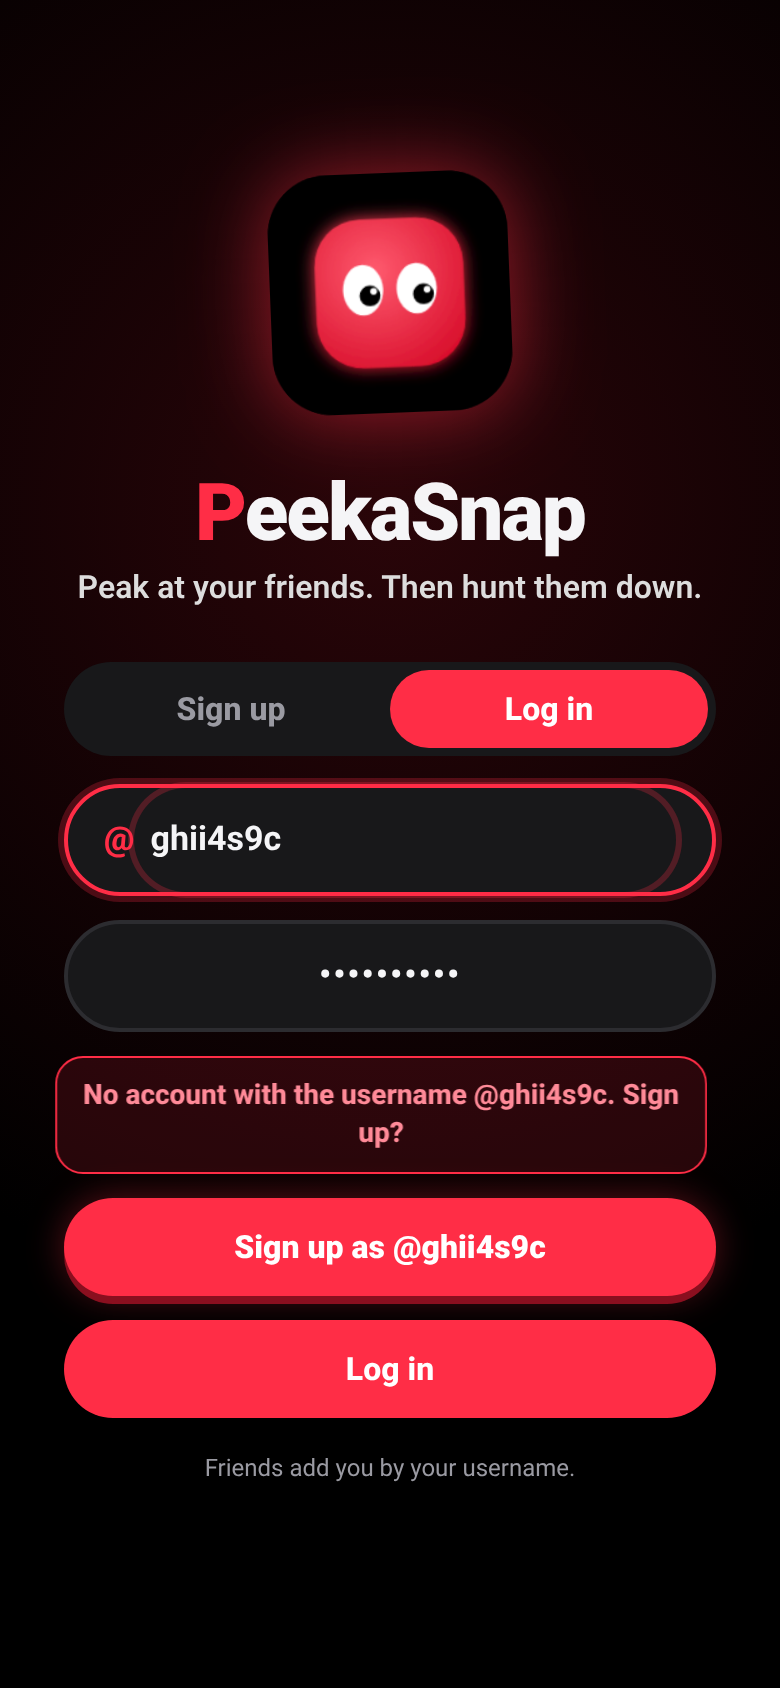 PeekaSnap
Peak at your friends. Then hunt them down.
Sign up
Log in
@ ghii4s9c
••••••••••
No account with the username @ghii4s9c. Sign
up?
Sign up as @ghii4s9c
Log in
Friends add you by your username.